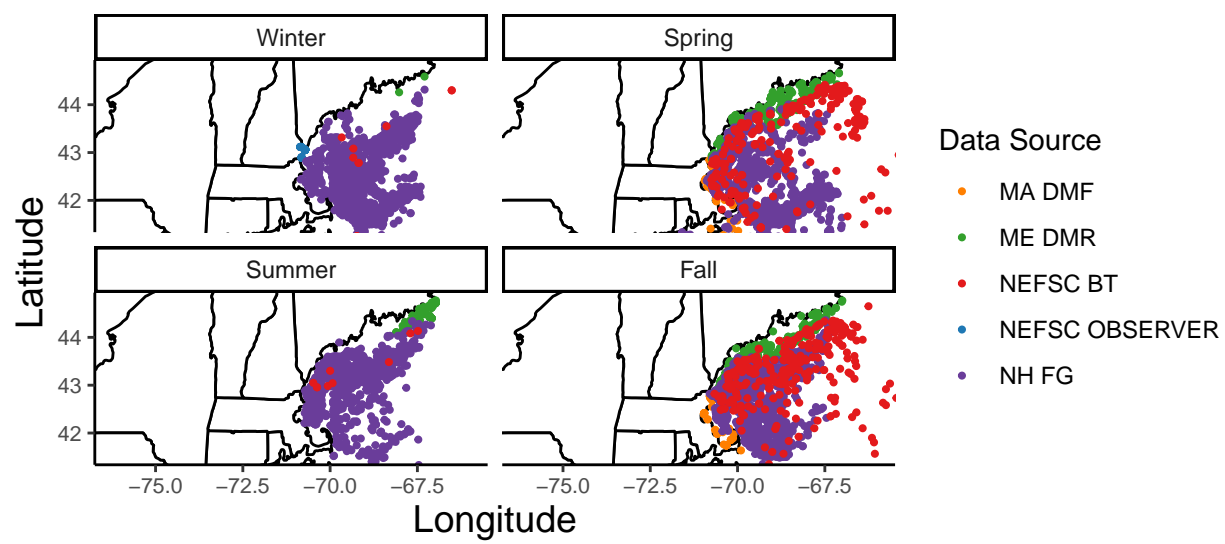 Winter
Spring
44
43
42
Summer
Fall
44
43
42
−75.0
−72.5
−70.0
−67.5
−75.0
−72.5
−70.0
−67.5
Longitude
Latitude
Data Source
MA DMF
ME DMR
NEFSC BT
NEFSC OBSERVER
NH FG